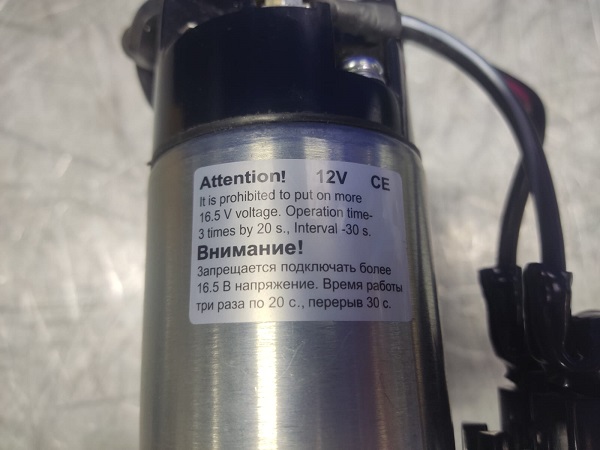 Attention! 12V CE
It is prohibited to put on more
16.5 V voltage. Operation time-
3 times by 20 s., Interval -30 s.
Внимание!
Запрещается подключать более
16.5 В напряжение. Время работы
три раза по 20 с., перерыв 30 с.